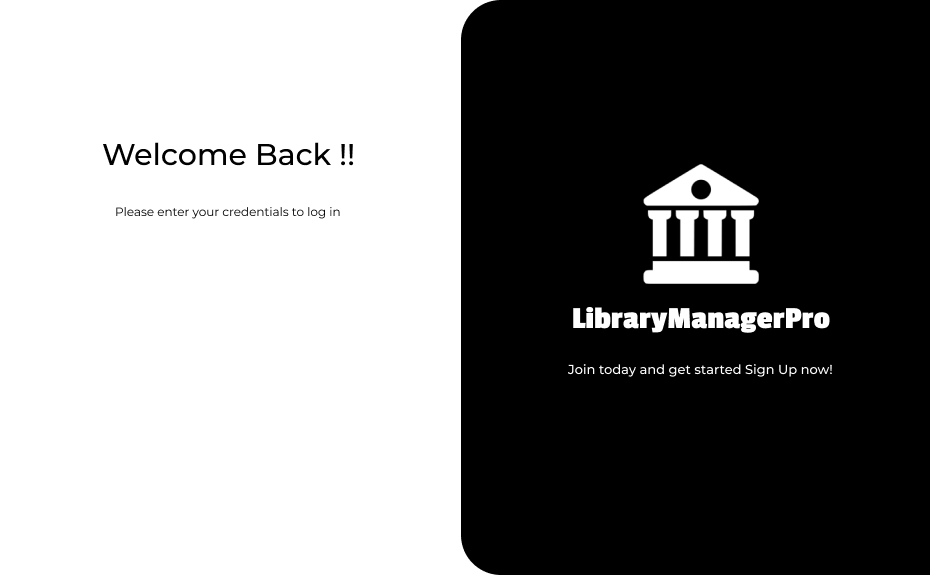 Welcome Back !!
Please enter your credentials to log in
LibraryManagerPro
Join today and get started Sign Up now!